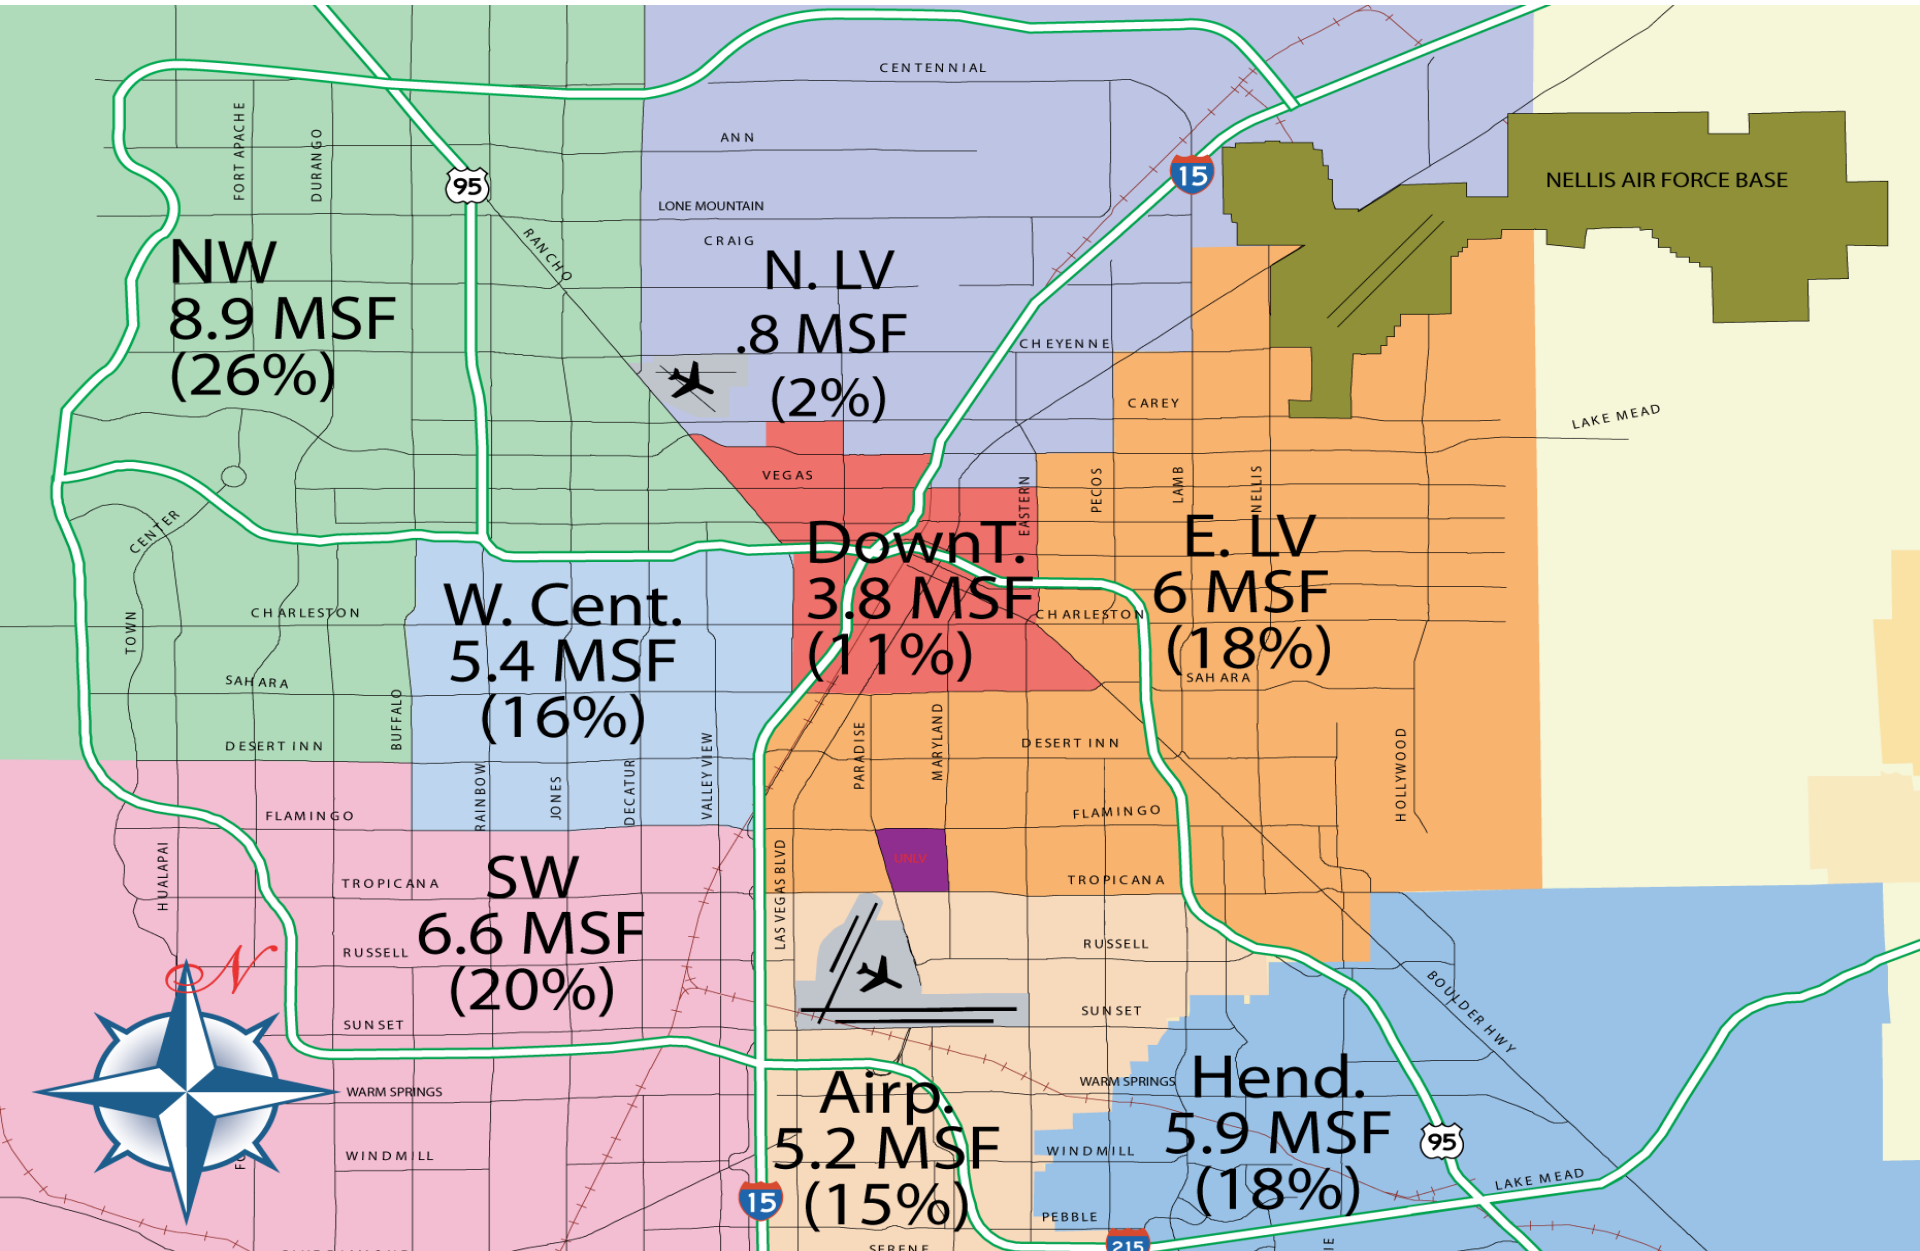 CENTENNIAL
ANN
FORT APACHE
DURANGO
95
15
NELLIS AIR FORCE BASE
LONE MOUNTAIN
CRAIG
RANCHO
NW
8.9 MSF
(26%)
N. LV
.8 MSF
(2%)
CHEYENNE
CAREY
LAKE MEAD
VEGAS
EASTERN
PECOS
LAMB
NELLIS
CENTER
DownT.
3.8 MSF
(11%)
E. LV
6 MSF
(18%)
W. Cent.
5.4 MSF
(16%)
CHARLESTON
CHARLESTON
TOWN
SAHARA
SAHARA
BUFFALO
DESERT INN
DESERT INN
RAINBOW
JONES
DECATUR
VALLEY VIEW
PARADISE
MARYLAND
HOLLYWOOD
FLAMINGO
FLAMINGO
HUALAPAI
LAS VEGAS BLVD
UNLV
SW
6.6 MSF
(20%)
TROPICANA
TROPICANA
RUSSELL
RUSSELL
N
BOULDER HWY
SUNSET
SUNSET
WARM SPRINGS
WARM SPRINGS
Airp.
5.2 MSF
(15%)
Hend.
5.9 MSF
(18%)
95
WINDMILL
WINDMILL
LAKE MEAD
15
PEBBLE
215
SERENE